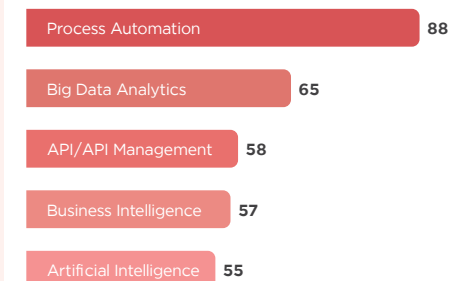 Process Automation 88
Big Data Analytics 65
API/API Management 58
Business Intelligence 57
Artificial Intelligence 55